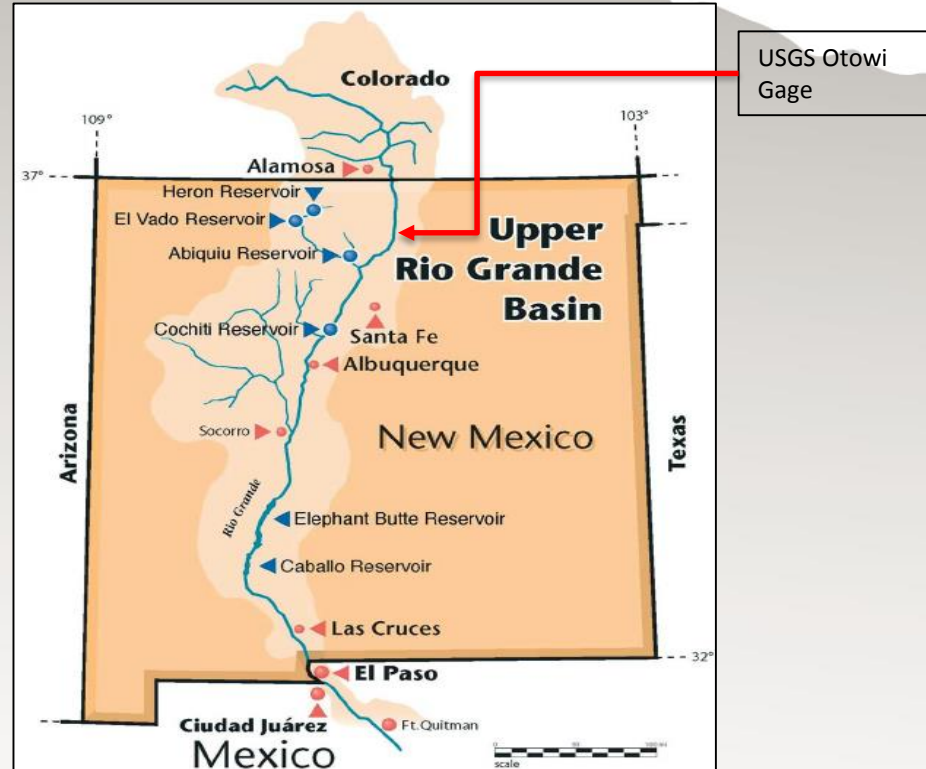 USGS Otowi
Gage
Colorado
109°
103°
Alamosa
37°
Heron Reservoir
El Vado Reservoir
Upper
Rio Grande
Basin
Abiquiu Reservoir
Cochiti Reservoir
Santa Fe
Albuquerque
Socorro
New Mexico
Arizona
Texas
Rio Grande
Elephant Butte Reservoir
Caballo Reservoir
Las Cruces
32°
El Paso
Ciudad Juárez
Ft. Quitman
Mexico
0
scale